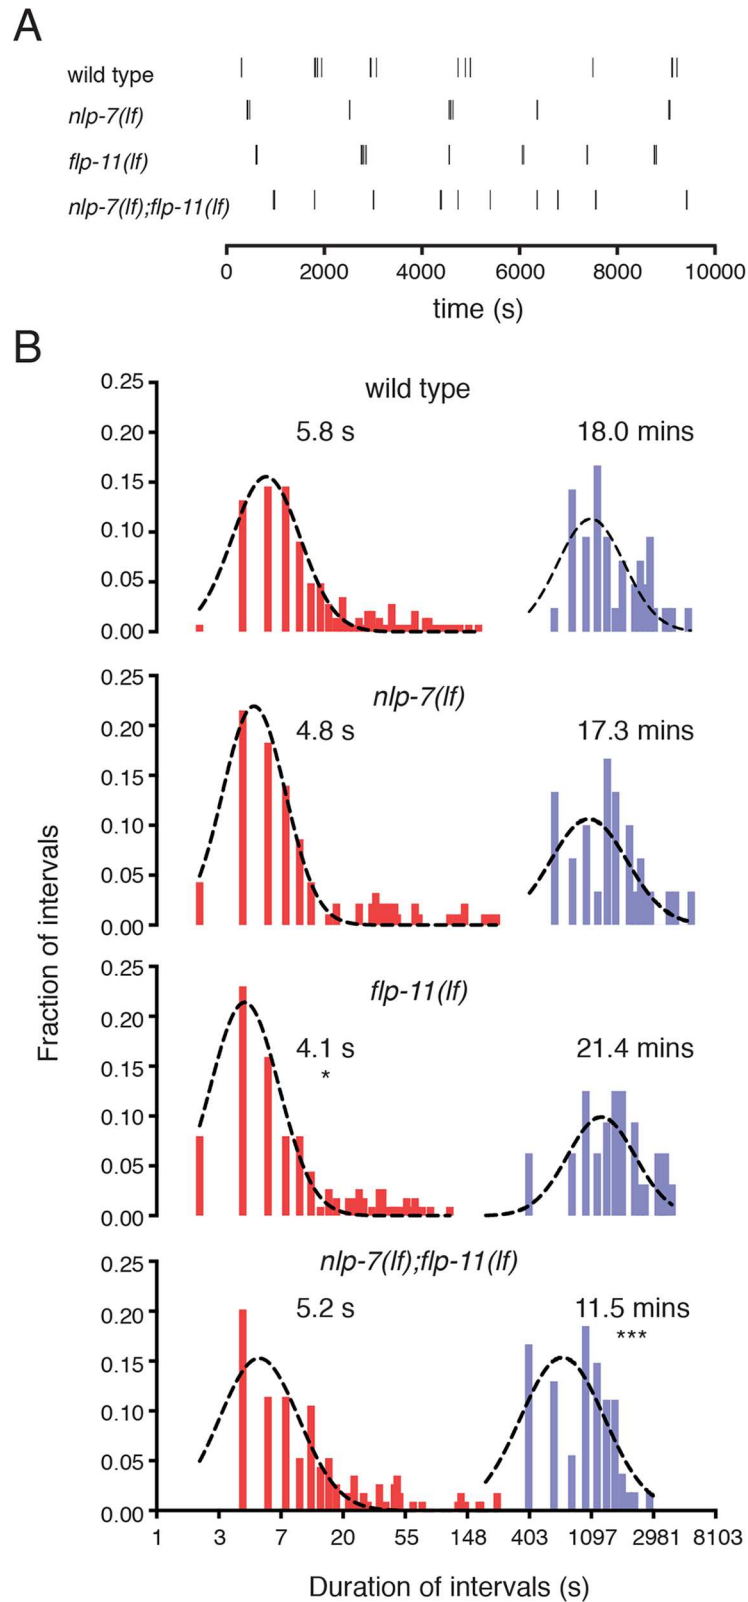 A
wild type
nlp-7(lf)
flp-11(lf)
nlp-7(lf);flp-11(lf)
0 2000 4000 6000 8000 10000
time (s)
B
wild type
5.8 s 18.0 mins
0.25
0.20
0.15
0.10
0.05
0.00
nlp-7(lf)
4.8 s 17.3 mins
0.25
0.20
0.15
0.10
0.05
0.00
Fraction of intervals
flp-11(lf)
4.1 s 21.4 mins
*
0.25
0.20
0.15
0.10
0.05
0.00
nlp-7(lf);flp-11(lf)
5.2 s 11.5 mins
***
0.25
0.20
0.15
0.10
0.05
0.00
1 3 7 20 55 148 403 1097 2981 8103
Duration of intervals (s)